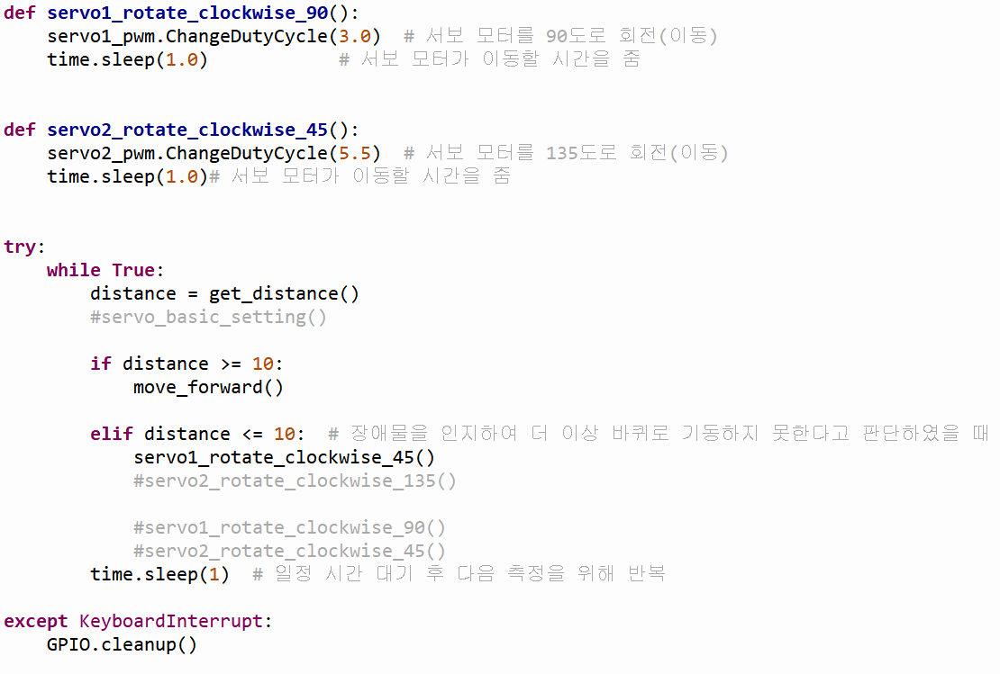 def servo1_rotate_clockwise_90():
    servo1_pwm.ChangeDutyCycle(3.0)  # 서보 모터를 90도로 회전(이동)
    time.sleep(1.0)            # 서보 모터가 이동할 시간을 줌
def servo2_rotate_clockwise_45():
    servo2_pwm.ChangeDutyCycle(5.5)  # 서보 모터를 135도로 회전(이동)
    time.sleep(1.0)# 서보 모터가 이동할 시간을 줌
try:
    while True:
        distance = get_distance()
        #servo_basic_setting()
        if distance >= 10:
            move_forward()
        elif distance <= 10:  # 장애물을 인지하여 더 이상 바퀴로 기동하지 못한다고 판단하였을 때
            servo1_rotate_clockwise_45()
            #servo2_rotate_clockwise_135()
            #servo1_rotate_clockwise_90()
            #servo2_rotate_clockwise_45()
        time.sleep(1)  # 일정 시간 대기 후 다음 측정을 위해 반복
except KeyboardInterrupt:
    GPIO.cleanup()